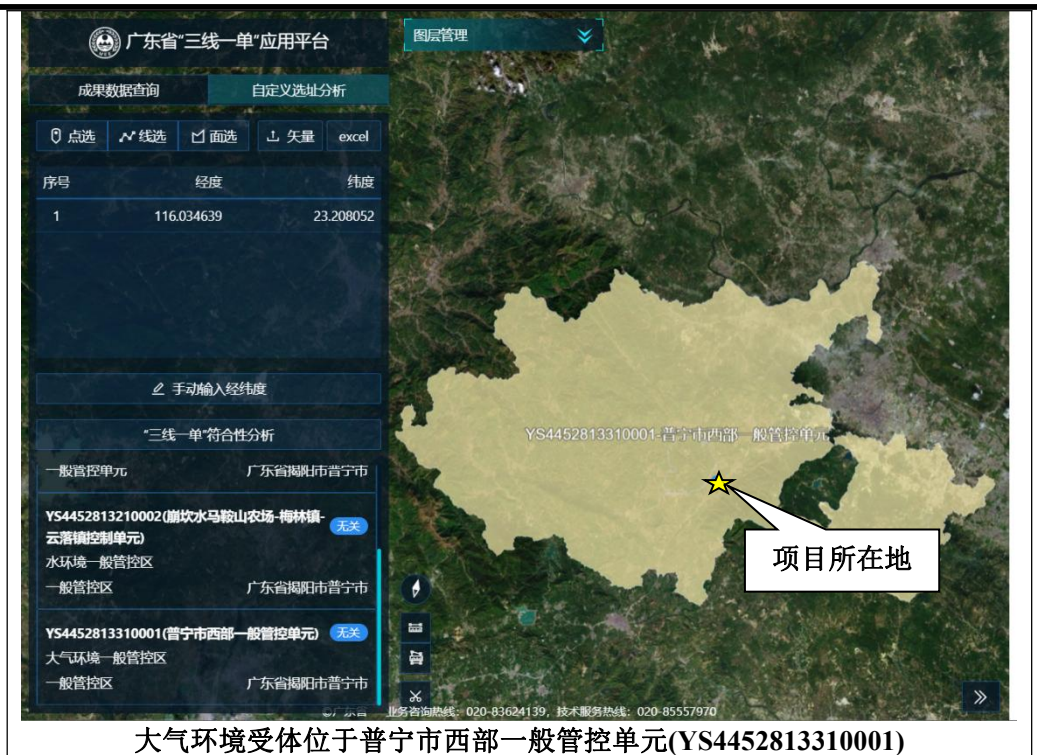 广东省“三线一单“应用平台
图层管理
成果数据查询 自定义选址分析
点选 线选 面选 矢量 excel
序号 经度 纬度
1 116.034639 23.208052
手动输入经纬度
“三线一单”符合性分析
一般管控单元 广东省揭阳市普宁市
YS4452813210002(崩坎水马鞍山农场-梅林镇-
云落镇控制单元) 无关
水环境一般管控区
一般管控区 广东省揭阳市普宁市
YS4452813310001(普宁市西部一般管控单元) 无关
大气环境一般管控区
一般管控区 广东省揭阳市普宁市
YS4452813310001-普宁市西部一般管控单元
项目所在地
业务咨询热线：020-83624139，技术服务热线：020-85557970
大气环境受体位于普宁市西部一般管控单元(YS4452813310001)